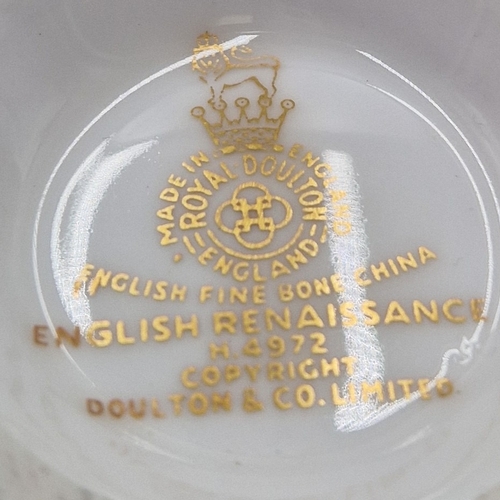 MADE IN ENGLAND
ROYAL DOULTON
ENGLAND
ENGLISH FINE BONE CHINA
ENGLISH RENAISSANCE
H.4972
COPYRIGHT
DOULTON & CO. LIMITED.